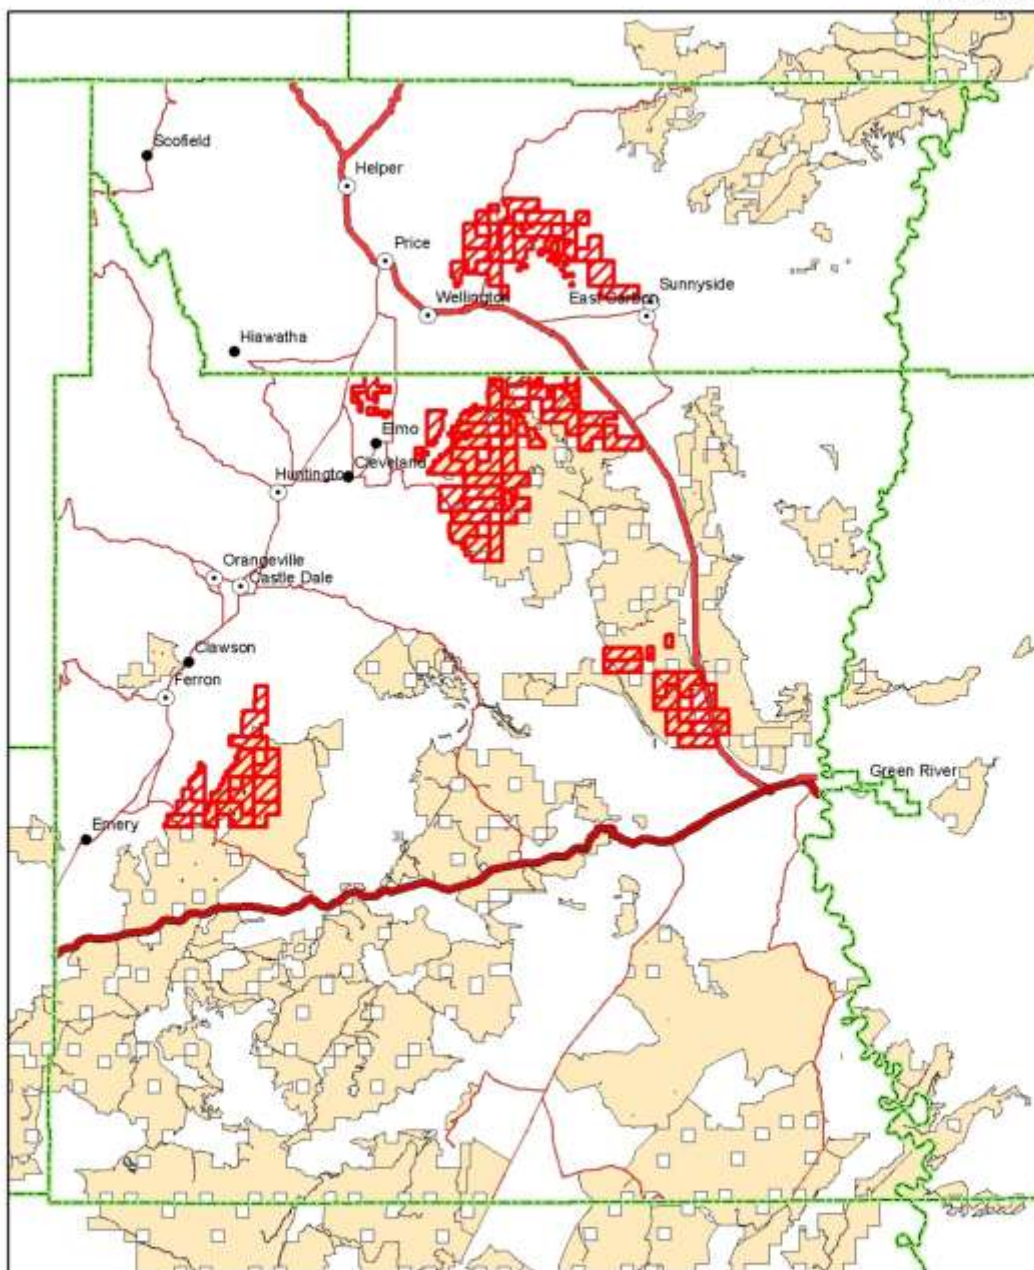 Scofield
Helper
Price
Sunnyside
Wellington
East Carbon
Hiawatha
Elmo
Cleveland
Huntington
Orangeville
Castle Dale
Clawson
Ferron
Green River
Emery